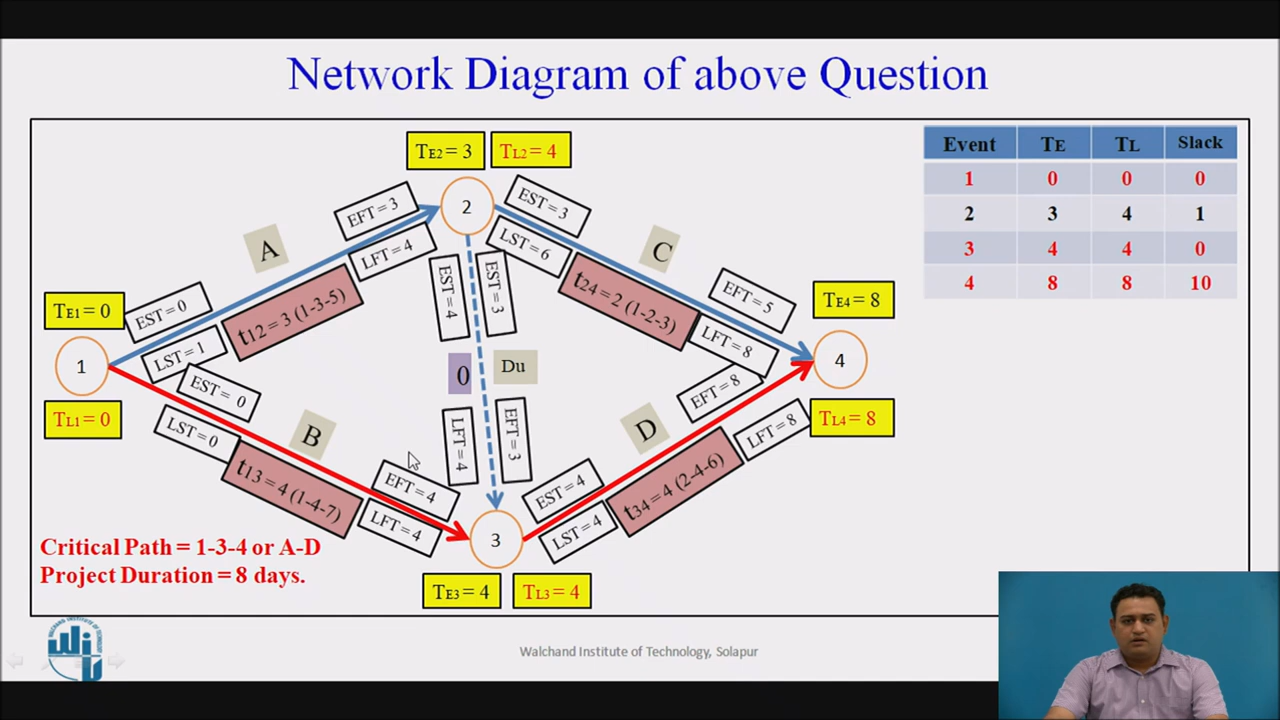 Network Diagram of above Question
TE2 = 3
TL2 = 4
Event TE TL Slack
1 0 0 0
2 3 4 1
3 4 4 0
4 8 8 10
2
EFT = 3
EST = 3
A
LFT = 4
LST = 6
C
EST = 4
EST = 3
TE1 = 0
EST = 0
t12 = 3 (1-3-5)
t24 = 2 (1-2-3)
EFT = 5
TE4 = 8
LST = 1
LFT = 8
1
4
EST = 0
0
Du
EFT = 8
TL1 = 0
LST = 0
B
LFT = 4
EFT = 3
D
LFT = 8
TL4 = 8
t13 = 4 (1-4-7)
EFT = 4
EST = 4
t34 = 4 (2-4-6)
LFT = 4
LST = 4
3
Critical Path = 1-3-4 or A-D
Project Duration = 8 days.
TE3 = 4
TL3 = 4
Walchand Institute of Technology, Solapur